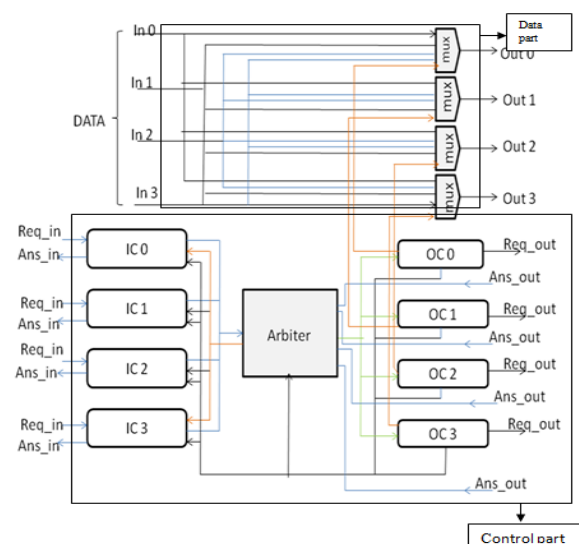 Data
part
In 0
Out 0
mux
In 1
Out 1
mux
DATA
In 2
Out 2
mux
In 3
Out 3
mux
Req_in
Ans_in
IC 0
OC 0
Req_out
Ans_out
Req_in
Ans_in
IC 1
OC 1
Req_out
Ans_out
Arbiter
Req_in
Ans_in
IC 2
OC 2
Req_out
Ans_out
Req_in
Ans_in
IC 3
OC 3
Req_out
Ans_out
Control part